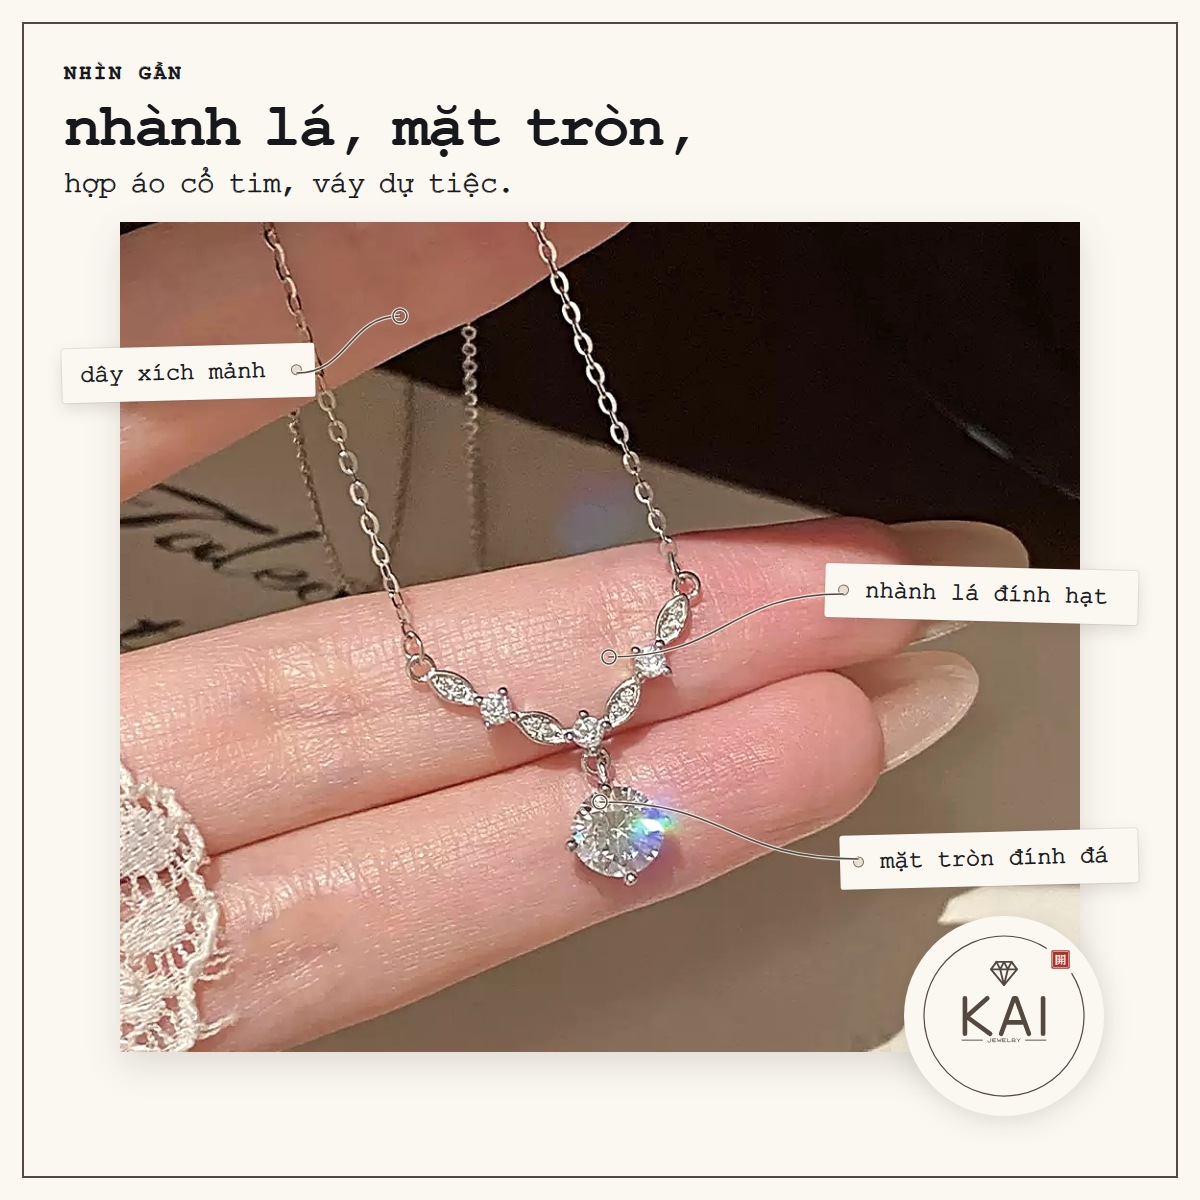 NHÌN GẦN
nhành lá, mặt tròn,
hợp áo cổ tim, váy dự tiệc.
dây xích mảnh
nhành lá đính hạt
mặt tròn đính đá
開
KAI
JEWELRY